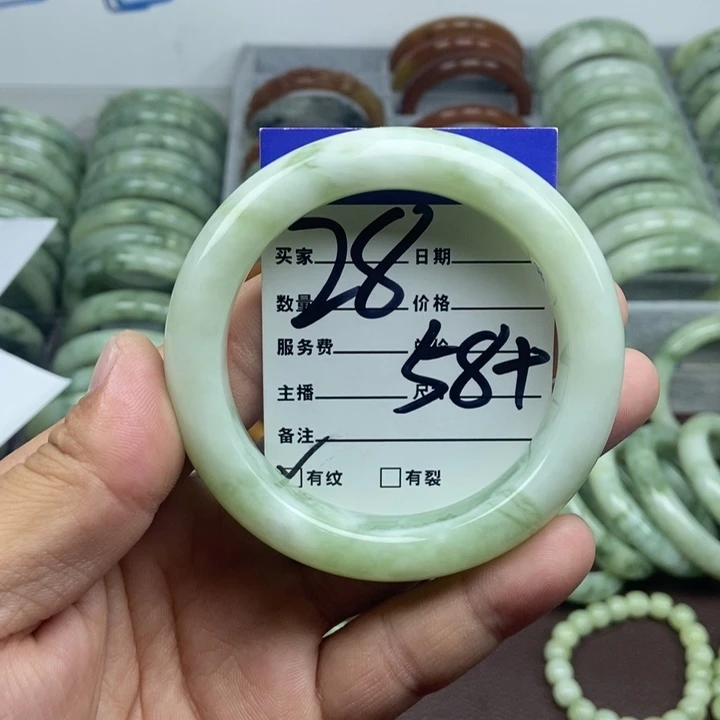 买家 28 日期
数量 价格
服务费
58+
主播
备注
✓ 有纹 □ 有裂